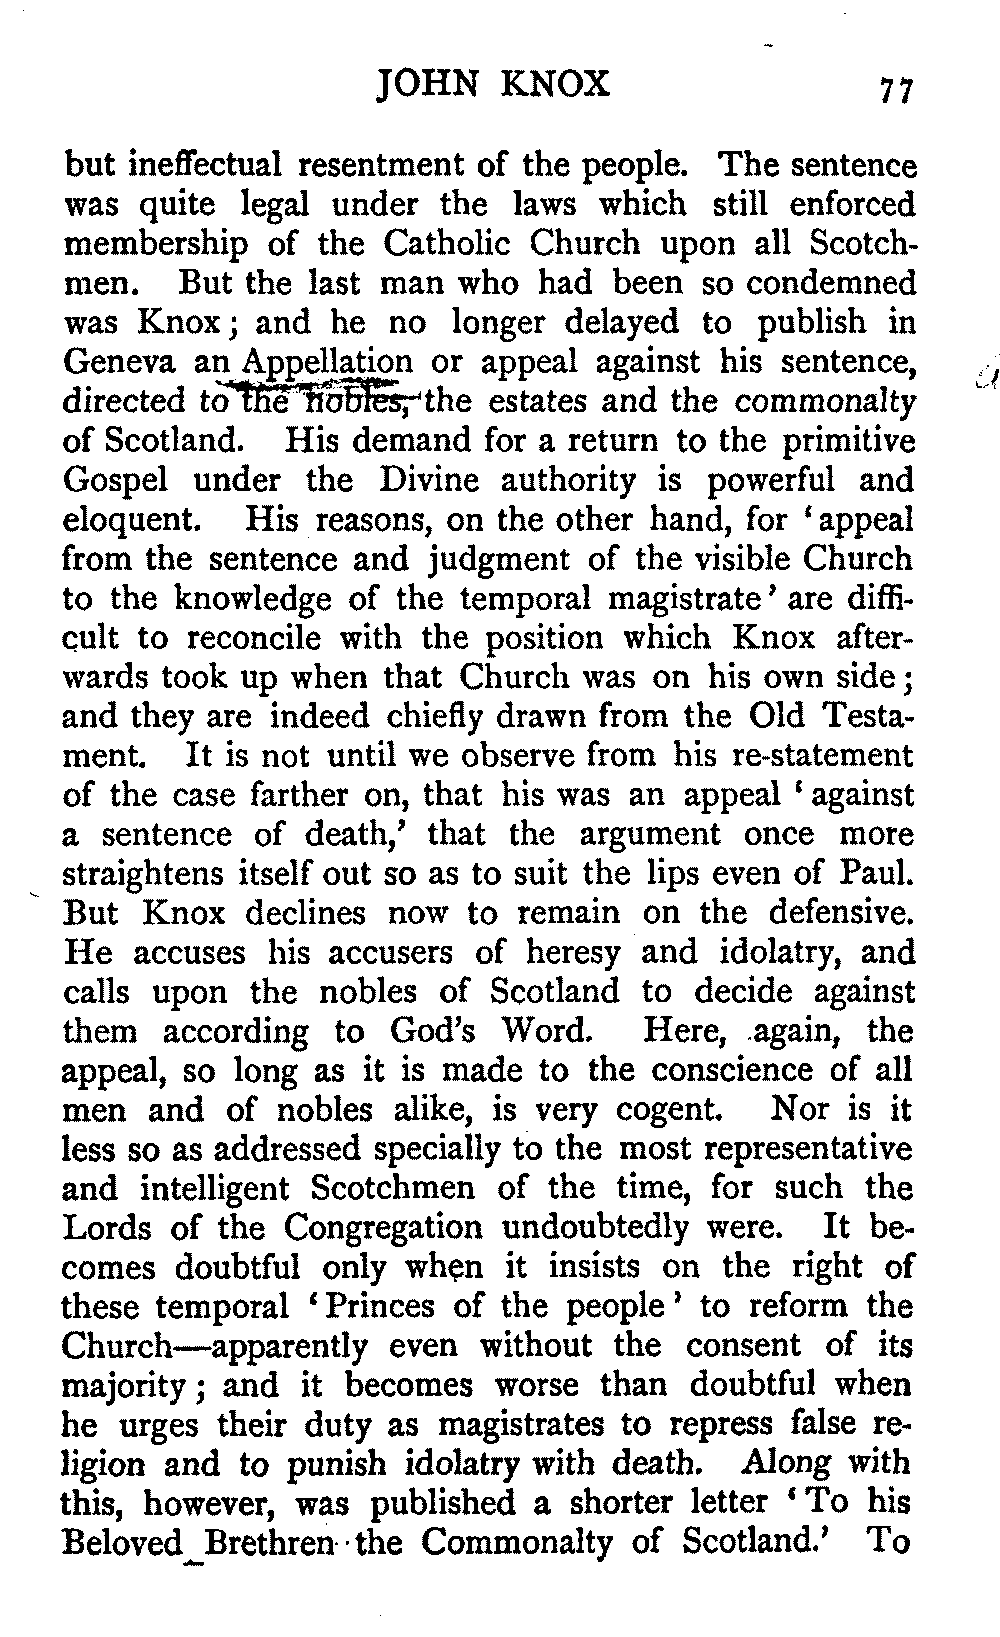 JOHN KNOX 77
but ineffectual resentment of the people. The sentence
was quite legal under the laws which still enforced
membership of the Catholic Church upon all Scotch-
men. But the last man who had been so condemned
was Knox; and he no longer delayed to publish in
Geneva an Appellation or appeal against his sentence,
directed to the nobles, the estates and the commonalty
of Scotland. His demand for a return to the primitive
Gospel under the Divine authority is powerful and
eloquent. His reasons, on the other hand, for ‘appeal
from the sentence and judgment of the visible Church
to the knowledge of the temporal magistrate’ are diffi-
cult to reconcile with the position which Knox after-
wards took up when that Church was on his own side;
and they are indeed chiefly drawn from the Old Testa-
ment. It is not until we observe from his re-statement
of the case farther on, that his was an appeal ‘against
a sentence of death,’ that the argument once more
straightens itself out so as to suit the lips even of Paul.
But Knox declines now to remain on the defensive.
He accuses his accusers of heresy and idolatry, and
calls upon the nobles of Scotland to decide against
them according to God's Word. Here, again, the
appeal, so long as it is made to the conscience of all
men and of nobles alike, is very cogent. Nor is it
less so as addressed specially to the most representative
and intelligent Scotchmen of the time, for such the
Lords of the Congregation undoubtedly were. It be-
comes doubtful only when it insists on the right of
these temporal ‘Princes of the people’ to reform the
Church—apparently even without the consent of its
majority; and it becomes worse than doubtful when
he urges their duty as magistrates to repress false re-
ligion and to punish idolatry with death. Along with
this, however, was published a shorter letter ‘To his
Beloved Brethren the Commonalty of Scotland.’ To